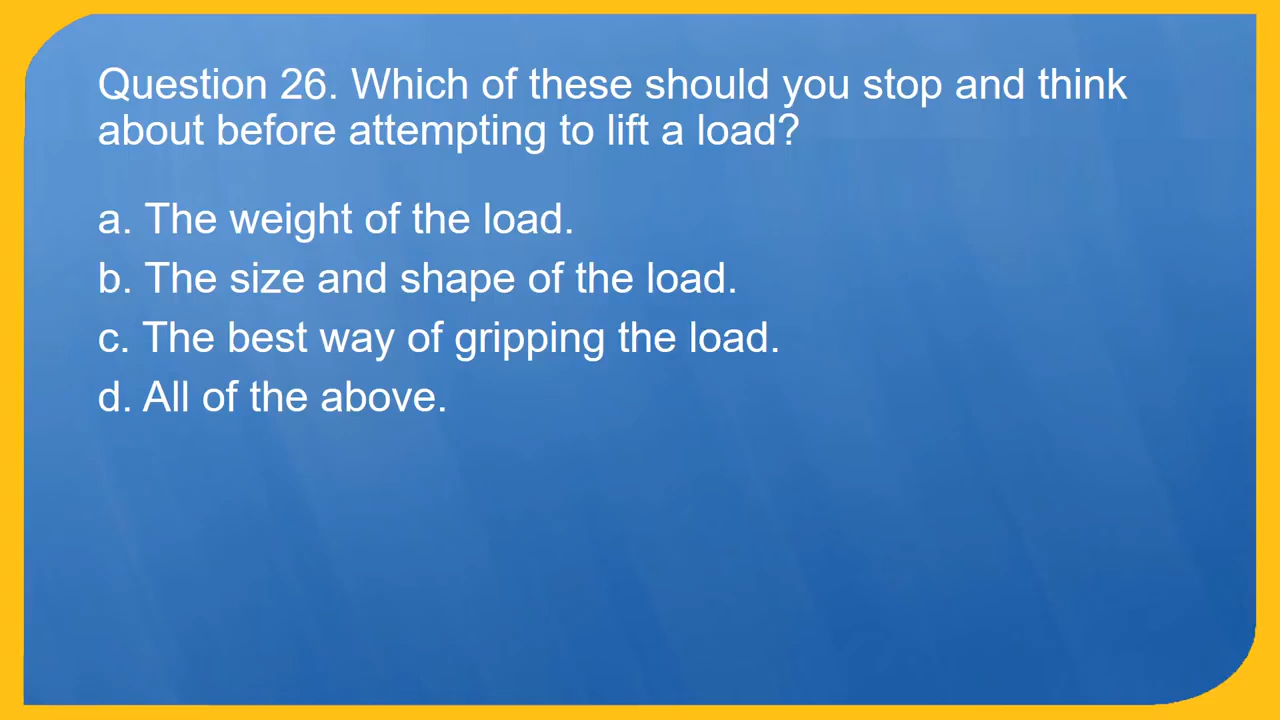 Question 26. Which of these should you stop and think
about before attempting to lift a load?
a. The weight of the load.
b. The size and shape of the load.
c. The best way of gripping the load.
d. All of the above.